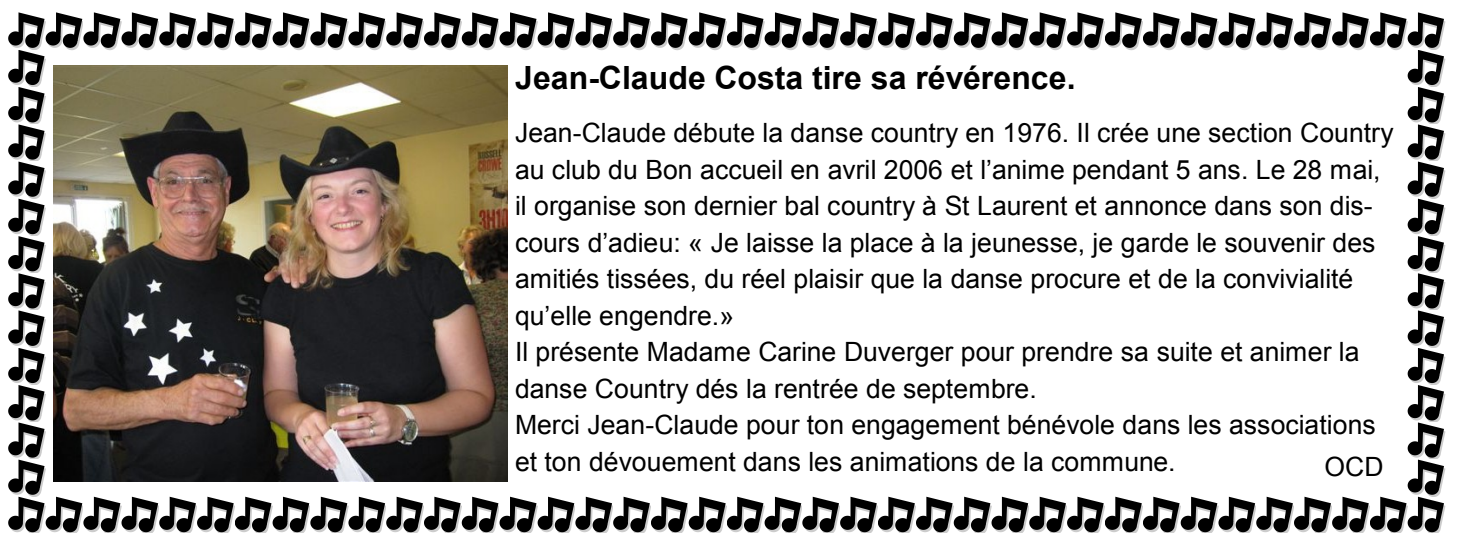 Jean-Claude Costa tire sa révérence.
Jean-Claude débute la danse country en 1976. Il crée une section Country
au club du Bon accueil en avril 2006 et l'anime pendant 5 ans. Le 28 mai,
il organise son dernier bal country à St Laurent et annonce dans son dis-
cours d'adieu: « Je laisse la place à la jeunesse, je garde le souvenir des
amitiés tissées, du réel plaisir que la danse procure et de la convivialité
qu'elle engendre.»
Il présente Madame Carine Duverger pour prendre sa suite et animer la
danse Country dés la rentrée de septembre.
Merci Jean-Claude pour ton engagement bénévole dans les associations
et ton dévouement dans les animations de la commune.
OCD
RUSSELL
CROWE
3H10